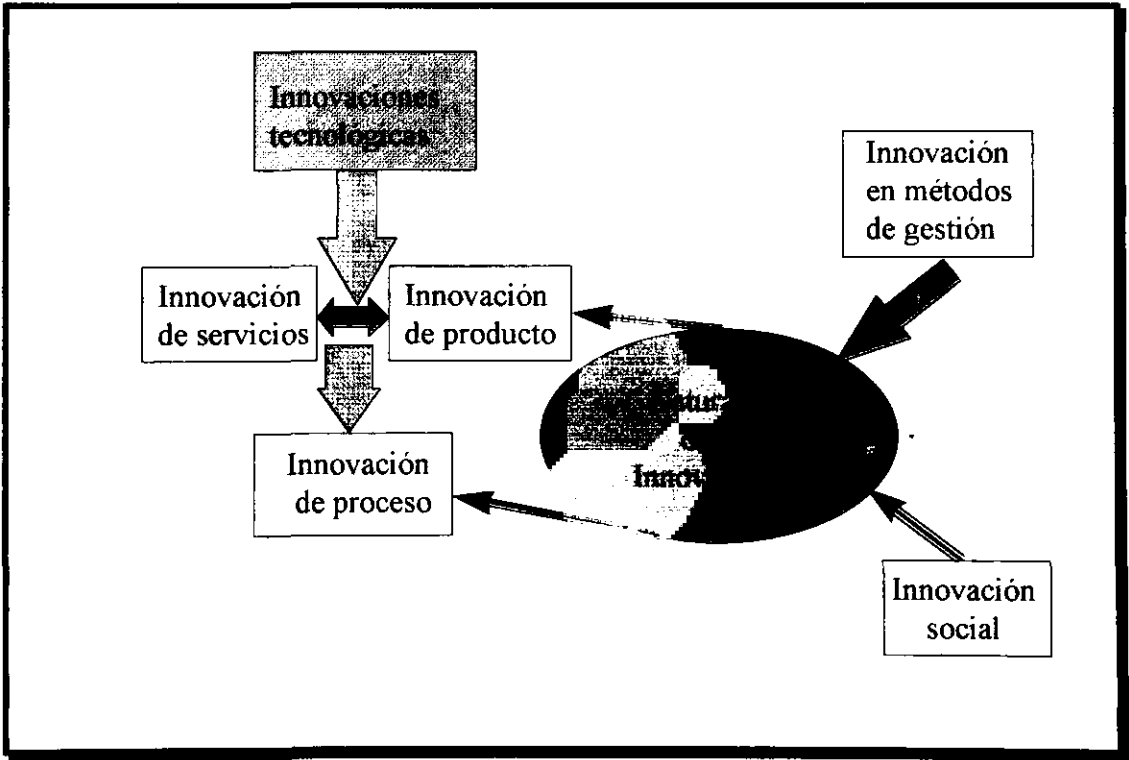 Innovaciones
tecnológicas
Innovación
en métodos
de gestión
Innovación
de servicios
Innovación
de producto
Innovación
de proceso
Innovación
social